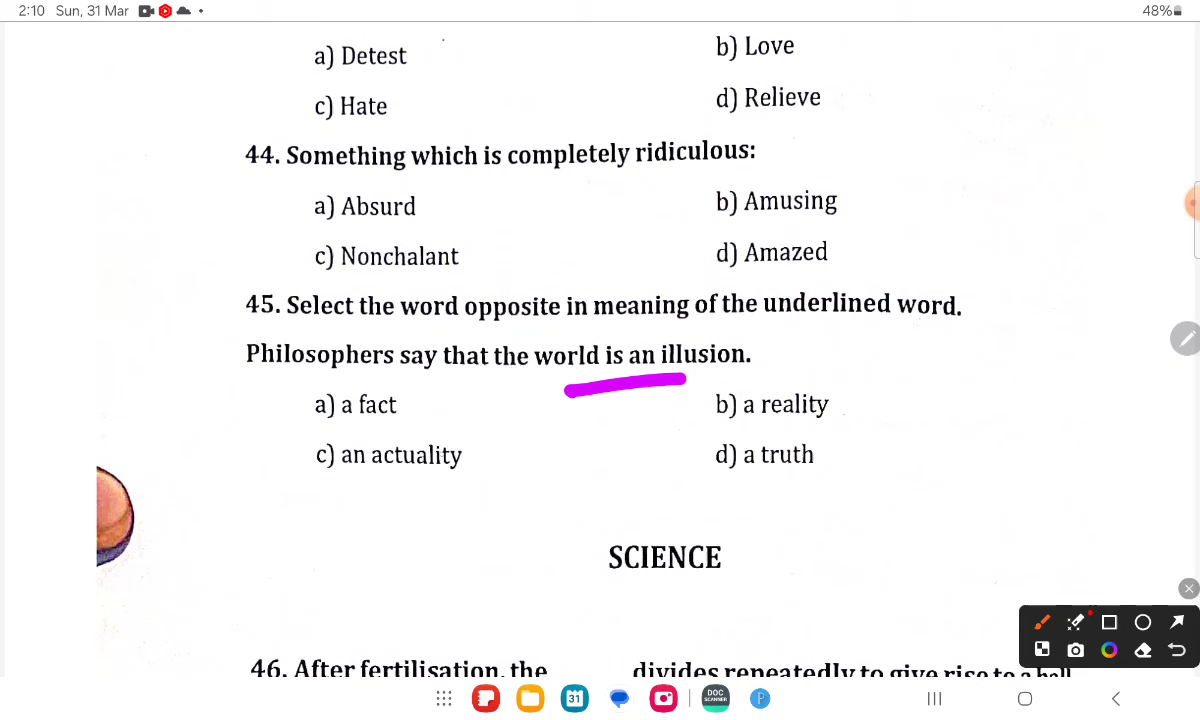 2:10 Sun, 31 Mar
48%
a) Detest
b) Love
c) Hate
d) Relieve
44. Something which is completely ridiculous:
a) Absurd
b) Amusing
c) Nonchalant
d) Amazed
45. Select the word opposite in meaning of the underlined word.
Philosophers say that the world is an illusion.
a) a fact
b) a reality
c) an actuality
d) a truth
SCIENCE
46. After fertilisation, the divides repeatedly to give rise to a ball
31
DOC
SCANNER
P